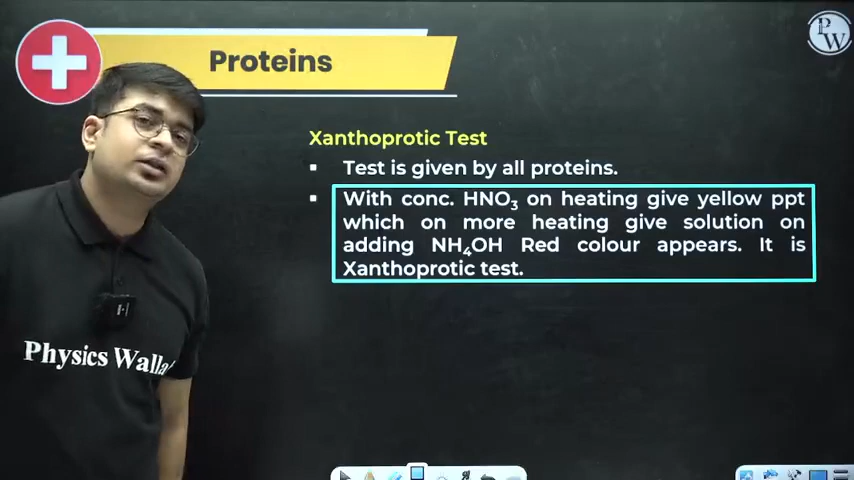 Proteins
PW
Xanthoprotic Test
▪ Test is given by all proteins.
▪ With conc. HNO₃ on heating give yellow ppt
which on more heating give solution on
adding NH₄OH Red colour appears. It is
Xanthoprotic test.
Physics Walla